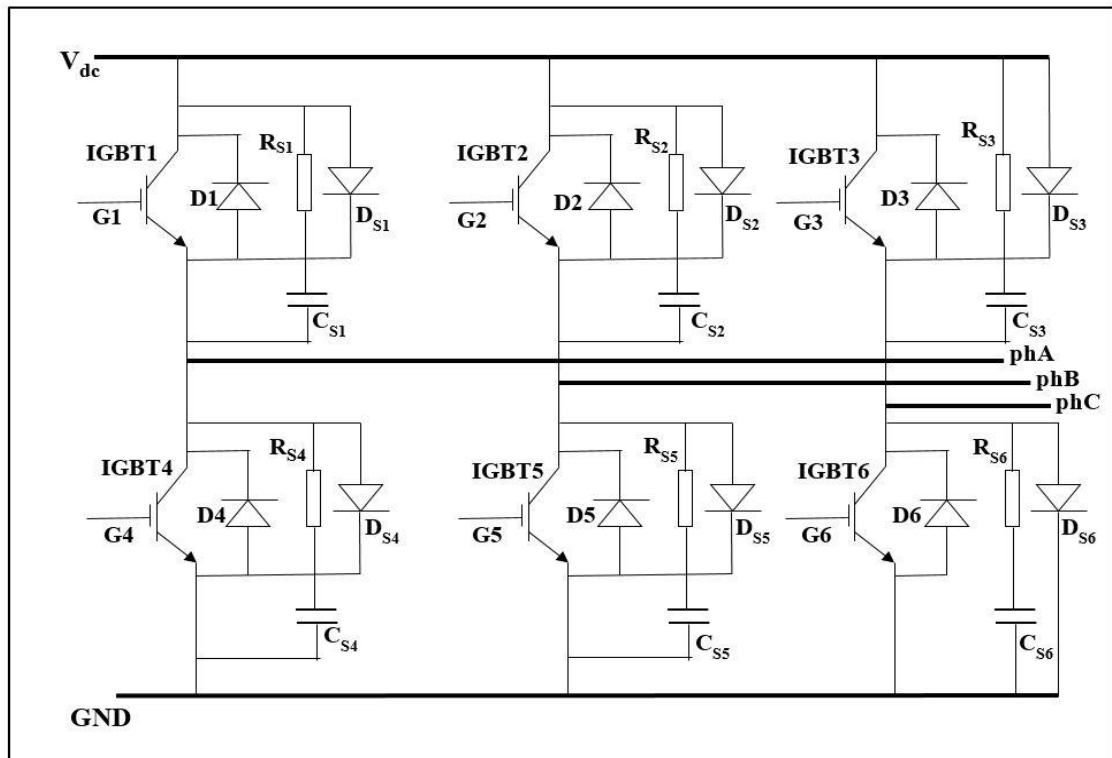 Vdc
IGBT1
RS1
D1
DS1
G1
CS1
IGBT2
RS2
D2
DS2
G2
CS2
IGBT3
RS3
D3
DS3
G3
CS3
phA
phB
phC
IGBT4
RS4
D4
DS4
G4
CS4
IGBT5
RS5
D5
DS5
G5
CS5
IGBT6
RS6
D6
DS6
G6
CS6
GND